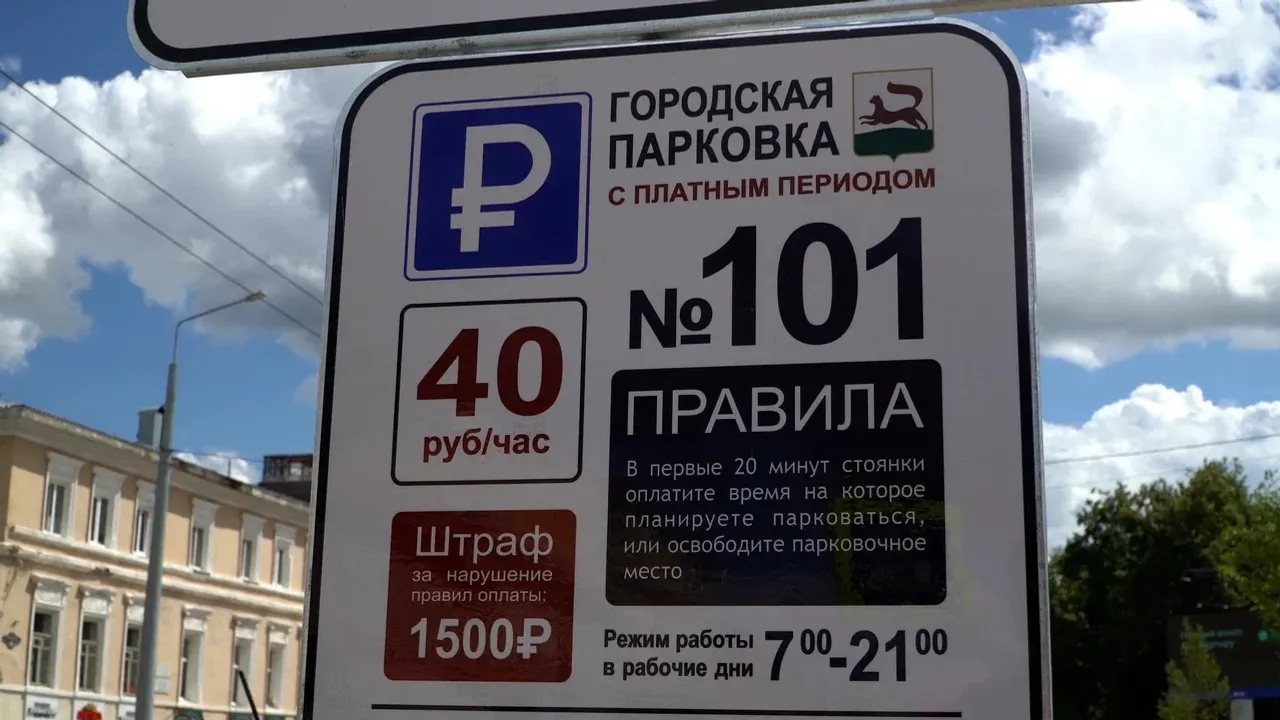 ГОРОДСКАЯ
ПАРКОВКА
С ПЛАТНЫМ ПЕРИОДОМ
№101
40
руб/час
ПРАВИЛА
В первые 20 минут стоянки
оплатите время на которое
планируете парковаться,
или освободите парковочное
место
Штраф
за нарушение
правил оплаты:
1500₽
Режим работы
в рабочие дни
7⁰⁰-21⁰⁰